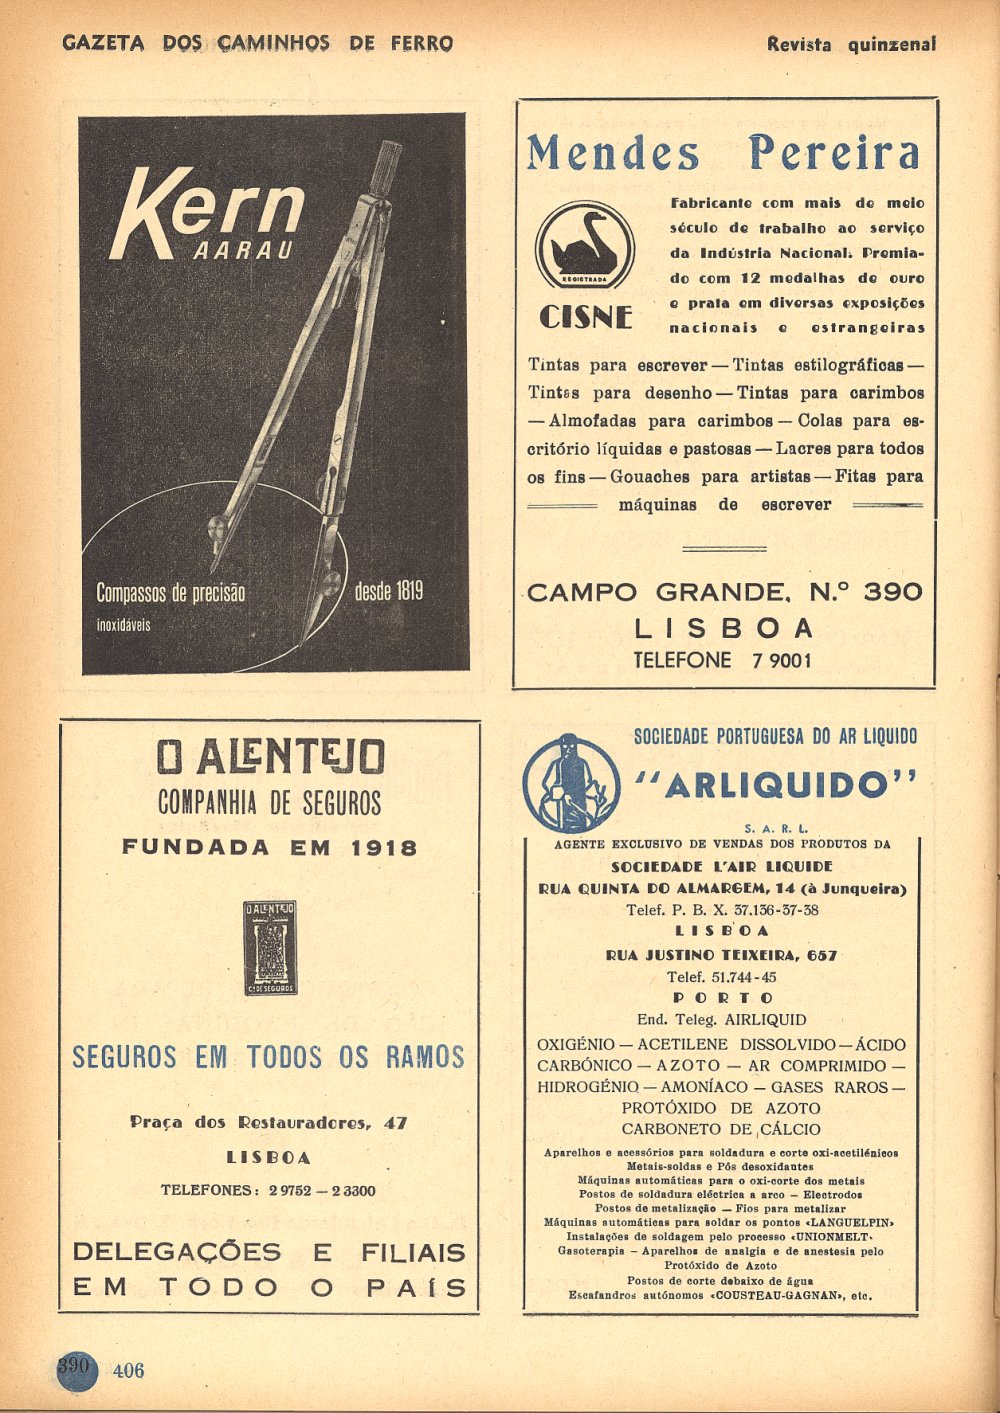 GAZETA DOS CAMINHOS DE FERRO
Revista quinzenal
Kern
AARAU
Compassos de precisão
desde 1819
inoxidáveis
Mendes Pereira
REGISTRADA
CISNE
Fabricante com mais de meio
século de trabalho ao serviço
da Indústria Nacional. Premia-
do com 12 medalhas de ouro
e prata em diversas exposições
nacionais e estrangeiras
Tintas para escrever — Tintas estilográficas —
Tintas para desenho — Tintas para carimbos
— Almofadas para carimbos — Colas para es-
critório líquidas e pastosas — Lacres para todos
os fins — Gouaches para artistas — Fitas para
máquinas de escrever
CAMPO GRANDE, N.º 390
LISBOA
TELEFONE 7 9001
O ALENTEJO
COMPANHIA DE SEGUROS
FUNDADA EM 1918
O ALENTEJO
C.ª DE SEGUROS
SEGUROS EM TODOS OS RAMOS
Praça dos Restauradores, 47
LISBOA
TELEFONES: 2 9752 — 2 3300
DELEGAÇÕES E FILIAIS
EM TODO O PAÍS
SOCIEDADE PORTUGUESA DO AR LIQUIDO
"ARLIQUIDO"
S. A. R. L.
AGENTE EXCLUSIVO DE VENDAS DOS PRODUTOS DA
SOCIEDADE L'AIR LIQUIDE
RUA QUINTA DO ALMARGEM, 14 (à Junqueira)
Telef. P. B. X. 37.136-37-38
LISBOA
RUA JUSTINO TEIXEIRA, 657
Telef. 51.744-45
PORTO
End. Teleg. AIRLIQUID
OXIGÉNIO — ACETILENE DISSOLVIDO — ÁCIDO
CARBÓNICO — AZOTO — AR COMPRIMIDO —
HIDROGÉNIO — AMONÍACO — GASES RAROS —
PROTÓXIDO DE AZOTO
CARBONETO DE CÁLCIO
Aparelhos e acessórios para soldadura e corte oxi-acetilénicos
Metais-soldas e Pós desoxidantes
Máquinas automáticas para o oxi-corte dos metais
Postos de soldadura eléctrica a arco — Electrodos
Postos de metalização — Fios para metalizar
Máquinas automáticas para soldar os pontos «LANGUELPIN»
Instalações de soldagem pelo processo «UNIONMELT»
Gasoterapia — Aparelhos de analgia e de anestesia pelo
Protóxido de Azoto
Postos de corte debaixo de água
Escafandros autónomos «COUSTEAU-GAGNAN», etc.
390 406